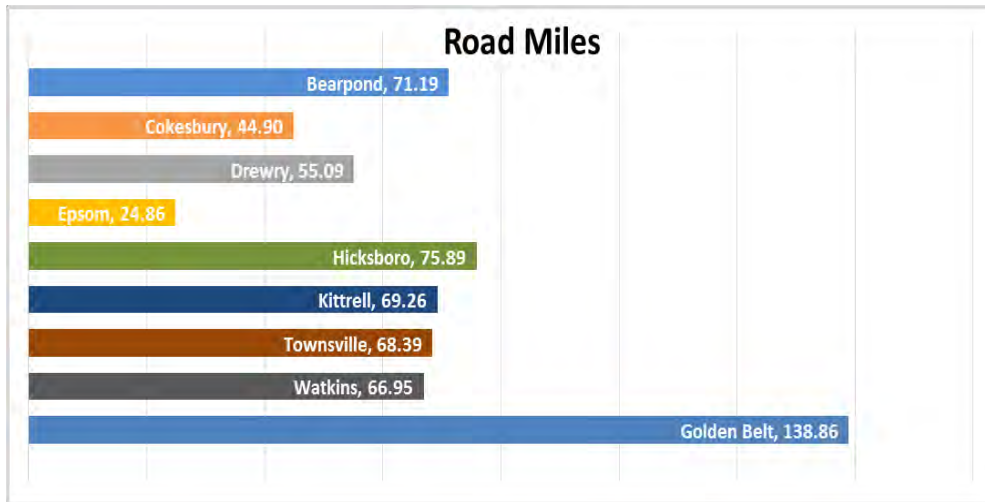 Road Miles
Bearpond, 71.19
Cokesbury, 44.90
Drewry, 55.09
Epsom, 24.86
Hicksboro, 75.89
Kittrell, 69.26
Townsville, 68.39
Watkins, 66.95
Golden Belt, 138.86